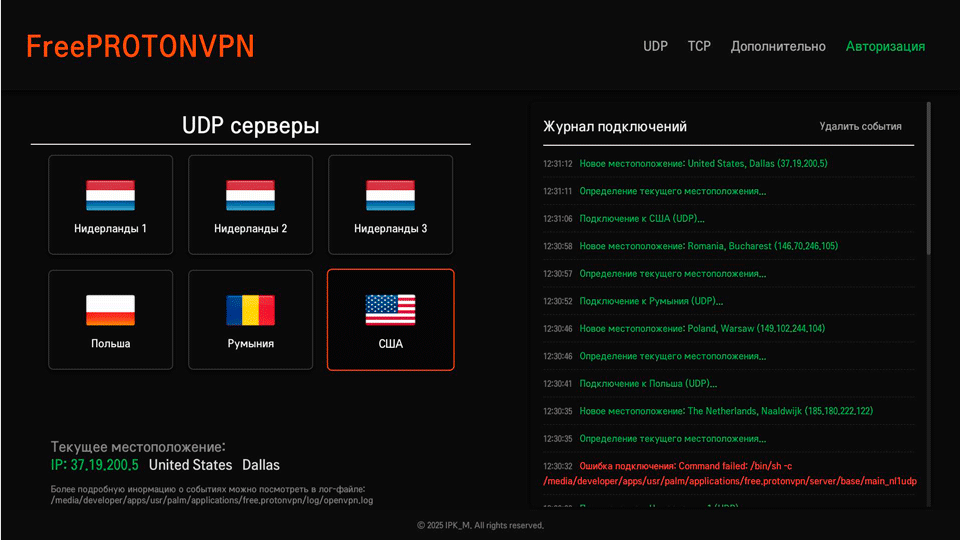 FreePROTONVPN
UDP TCP Дополнительно Авторизация
UDP серверы
Нидерланды 1 Нидерланды 2 Нидерланды 3
Польша Румыния США
Текущее местоположение:
IP: 37.19.200.5 United States Dallas
Более подробную инормацию о событиях можно посмотреть в лог-файле:
/media/developer/apps/usr/palm/applications/free.protonvpn/log/openvpn.log
Журнал подключений Удалить события
12:31:12 Новое местоположение: United States, Dallas (37.19.200.5)
12:31:11 Определение текущего местоположения...
12:31:06 Подключение к США (UDP)...
12:30:58 Новое местоположение: Romania, Bucharest (146.70.246.105)
12:30:57 Определение текущего местоположения...
12:30:52 Подключение к Румыния (UDP)...
12:30:46 Новое местоположение: Poland, Warsaw (149.102.244.104)
12:30:46 Определение текущего местоположения...
12:30:41 Подключение к Польша (UDP)...
12:30:35 Новое местоположение: The Netherlands, Naaldwijk (185.180.222.122)
12:30:35 Определение текущего местоположения...
12:30:32 Ошибка подключения: Command failed: /bin/sh -c
/media/developer/apps/usr/palm/applications/free.protonvpn/server/base/main_nl1udp
© 2025 IPK_M. All rights reserved.